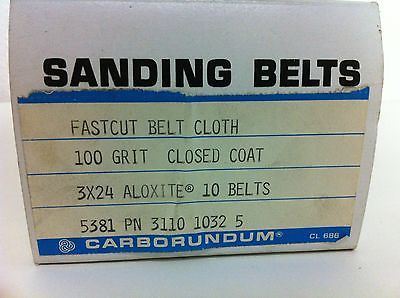 SANDING BELTS
FASTCUT BELT CLOTH
100 GRIT CLOSED COAT
3X24 ALOXITE® 10 BELTS
5381 PN 3110 1032 5
CARBORUNDUM® CL 686